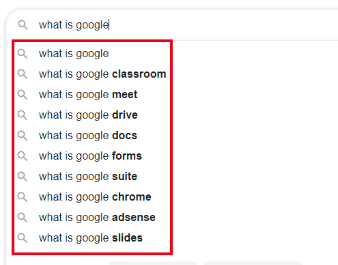 what is google
what is google
what is google classroom
what is google meet
what is google drive
what is google docs
what is google forms
what is google suite
what is google chrome
what is google adsense
what is google slides